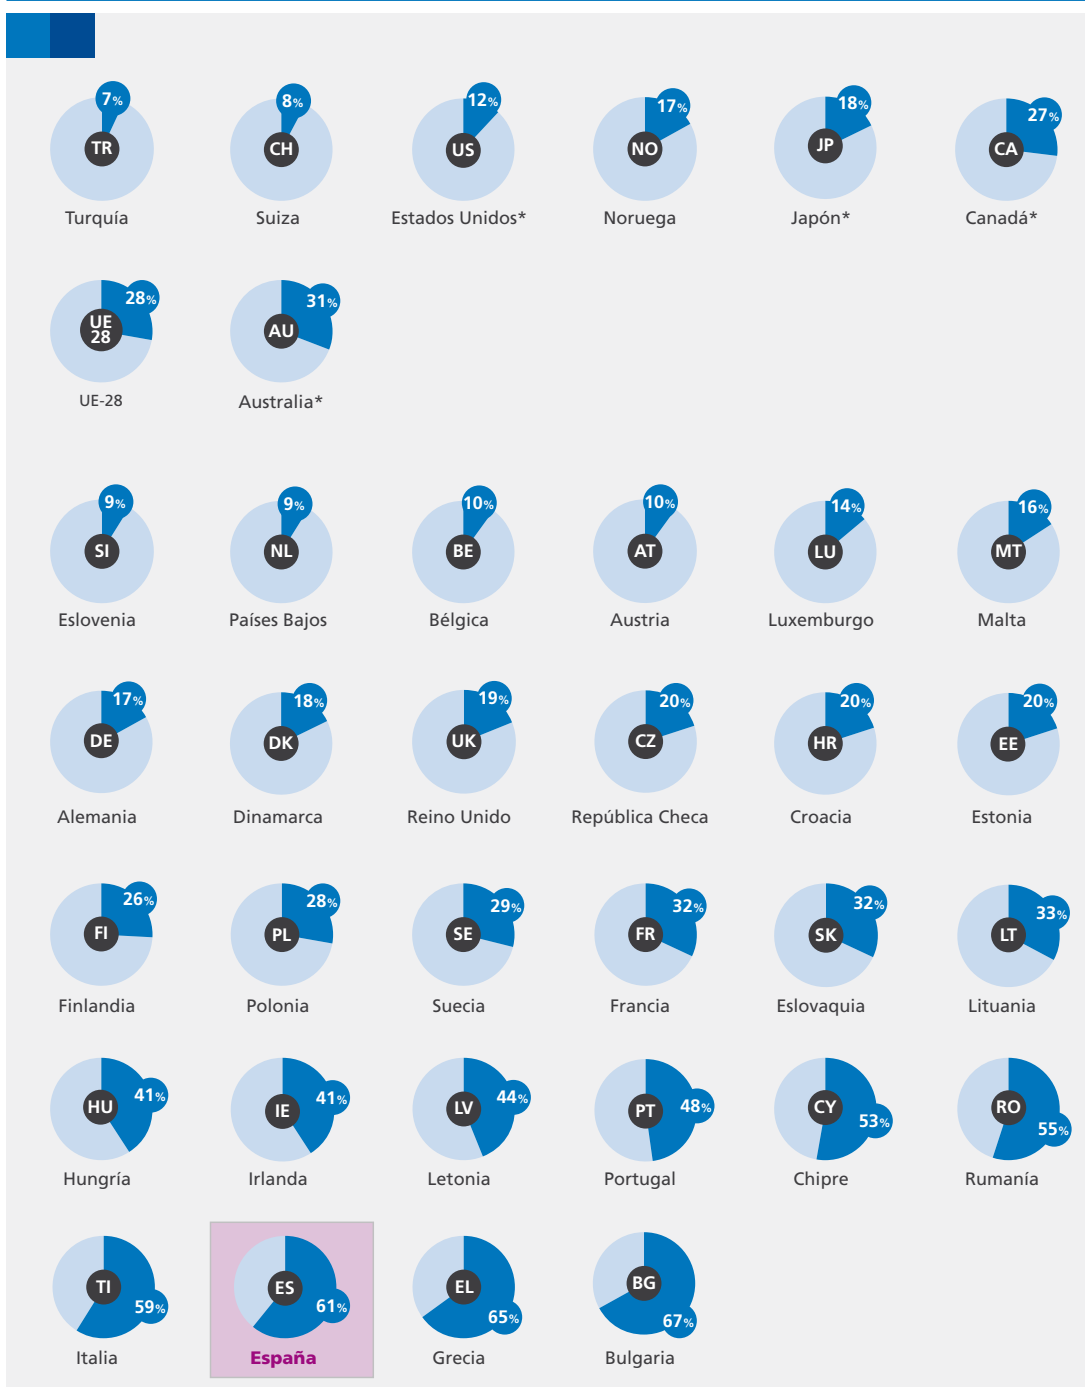 7% 8% 12% 17% 18% 27%
TR CH US NO JP CA
Turquía Suiza Estados Unidos* Noruega Japón* Canadá*
28% 31%
UE
28 AU
UE-28 Australia*
9% 9% 10% 10% 14% 16%
SI NL BE AT LU MT
Eslovenia Países Bajos Bélgica Austria Luxemburgo Malta
17% 18% 19% 20% 20% 20%
DE DK UK CZ HR EE
Alemania Dinamarca Reino Unido República Checa Croacia Estonia
26% 28% 29% 32% 32% 33%
FI PL SE FR SK LT
Finlandia Polonia Suecia Francia Eslovaquia Lituania
41% 41% 44% 48% 53% 55%
HU IE LV PT CY RO
Hungría Irlanda Letonia Portugal Chipre Rumanía
TI ES EL BG
59% 61% 65% 67%
Italia España Grecia Bulgaria